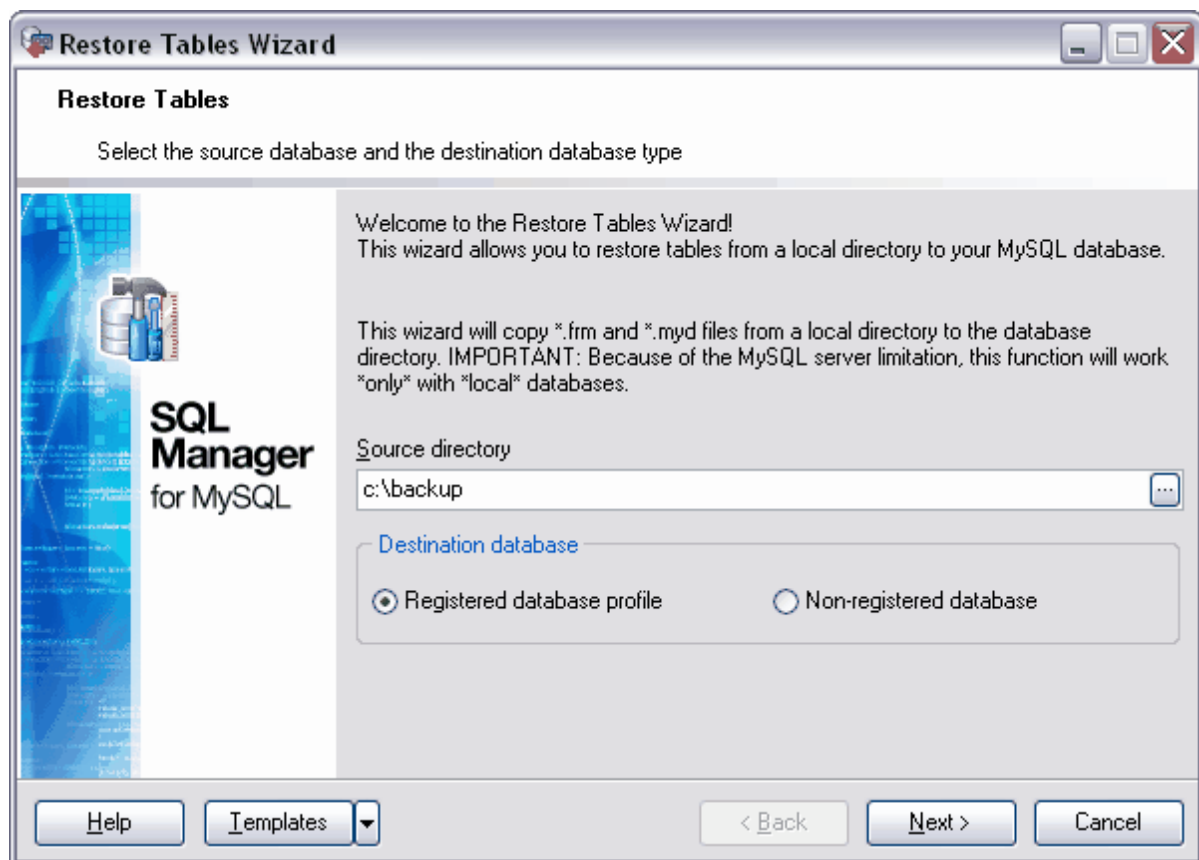 Restore Tables Wizard
Restore Tables
Select the source database and the destination database type
Welcome to the Restore Tables Wizard!
This wizard allows you to restore tables from a local directory to your MySQL database.
This wizard will copy *.frm and *.myd files from a local directory to the database
directory. IMPORTANT: Because of the MySQL server limitation, this function will work
*only* with *local* databases.
SQL
Manager
for MySQL
Source directory
c:\backup
...
Destination database
Registered database profile
Non-registered database
Help
Templates
< Back
Next >
Cancel